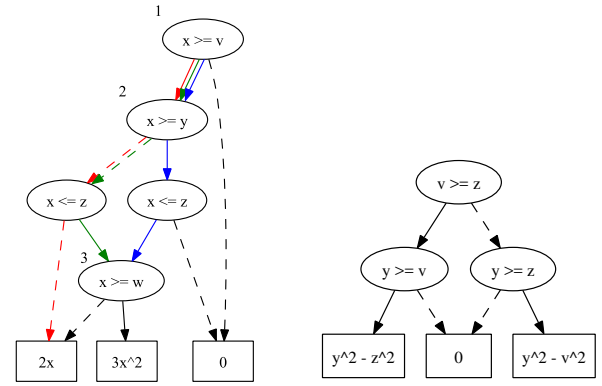 1
x >= v
2
x >= y
x <= z
x <= z
3
x >= w
2x
3x^2
0
v >= z
y >= v
y >= z
y^2 - z^2
0
y^2 - v^2